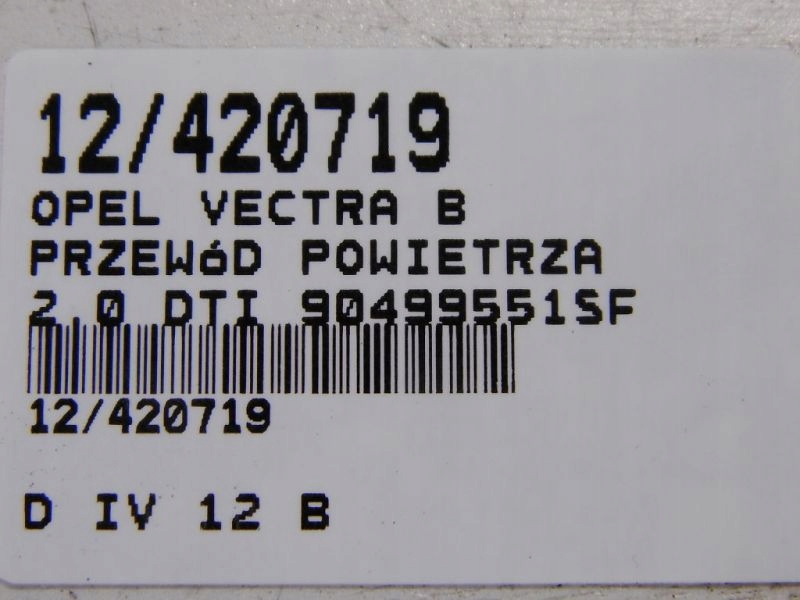 12/420719
OPEL VECTRA B
PRZEWóD POWIETRZA
2.0 DTI 90499551SF
12/420719
D IV 12 B